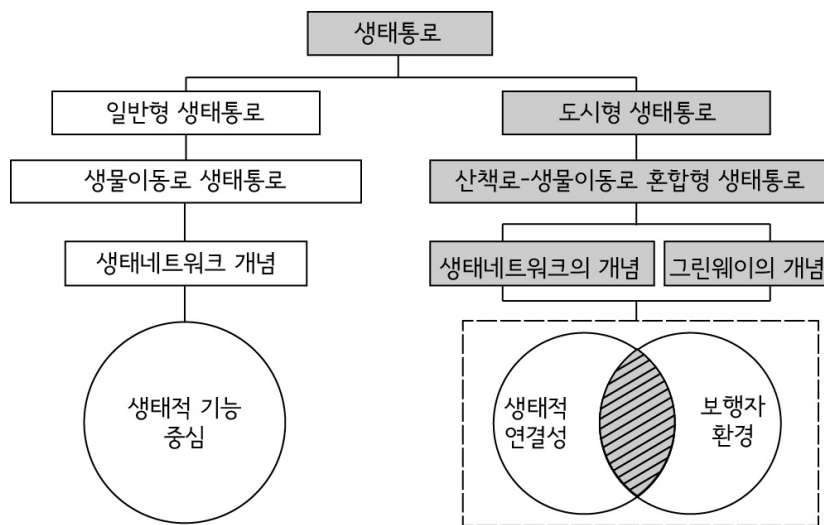 생태통로
일반형 생태통로
도시형 생태통로
생물이동로 생태통로
산책로-생물이동로 혼합형 생태통로
생태네트워크 개념
생태네트워크의 개념
그린웨이의 개념
생태적 기능
중심
생태적
연결성
보행자
환경